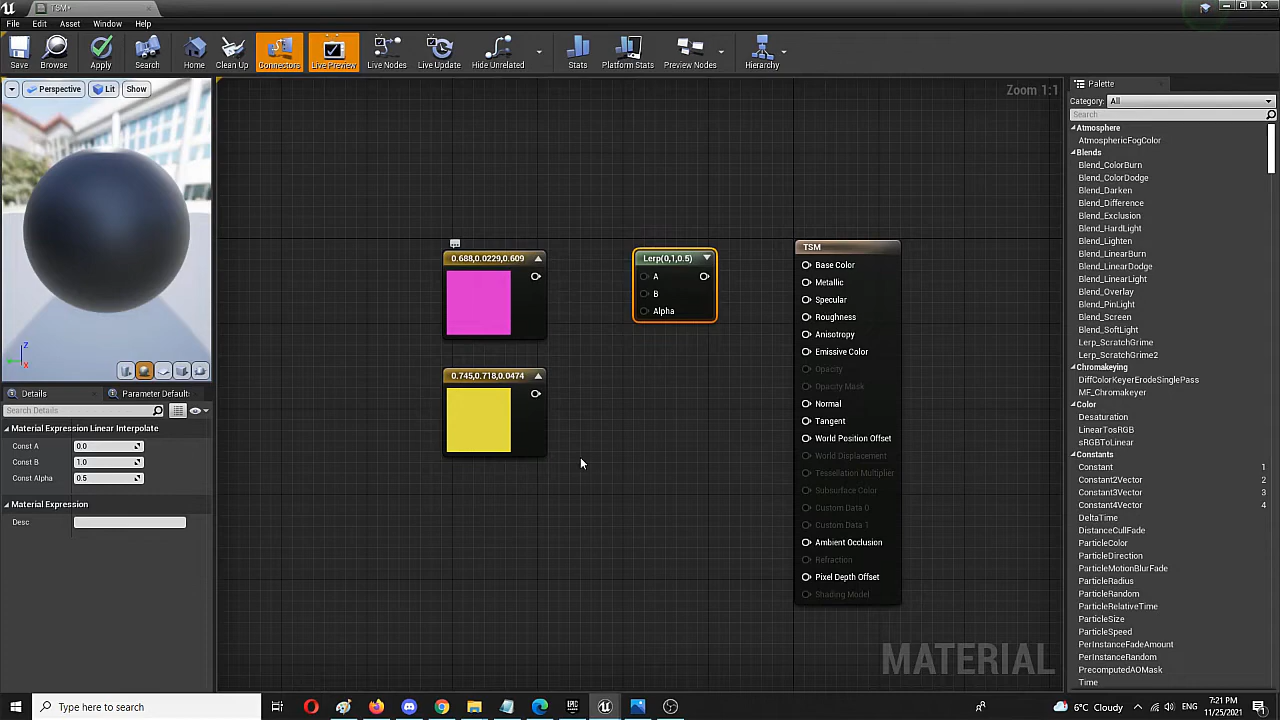 TSM*
File Edit Asset Window Help
Save Browse Apply Search Home Clean Up Connectors Live Preview Live Nodes Live Update Hide Unrelated Stats Platform Stats Preview Nodes Hierarchy
Perspective Lit Show
Zoom 1:1
Z
X
Details Parameter Default:
Search Details
Material Expression Linear Interpolate
Const A 0.0
Const B 1.0
Const Alpha 0.5
Material Expression
Desc
0.688,0.0229,0.609
0.745,0.718,0.0474
Lerp(0,1,0.5)
A
B
Alpha
TSM
Base Color
Metallic
Specular
Roughness
Anisotropy
Emissive Color
Opacity
Opacity Mask
Normal
Tangent
World Position Offset
World Displacement
Tessellation Multiplier
Subsurface Color
Custom Data 0
Custom Data 1
Ambient Occlusion
Refraction
Pixel Depth Offset
Shading Model
MATERIAL
Palette
Category: All
Search
Atmosphere
AtmosphericFogColor
Blends
Blend_ColorBurn
Blend_ColorDodge
Blend_Darken
Blend_Difference
Blend_Exclusion
Blend_HardLight
Blend_Lighten
Blend_LinearBurn
Blend_LinearDodge
Blend_LinearLight
Blend_Overlay
Blend_PinLight
Blend_Screen
Blend_SoftLight
Lerp_ScratchGrime
Lerp_ScratchGrime2
Chromakeying
DiffColorKeyerErodeSinglePass
MF_Chromakeyer
Color
Desaturation
LinearTosRGB
sRGBToLinear
Constants
Constant 1
Constant2Vector 2
Constant3Vector 3
Constant4Vector 4
DeltaTime
DistanceCullFade
ParticleColor
ParticleDirection
ParticleMotionBlurFade
ParticleRadius
ParticleRandom
ParticleRelativeTime
ParticleSize
ParticleSpeed
PerInstanceFadeAmount
PerInstanceRandom
PrecomputedAOMask
Time
Type here to search
6°C Cloudy
ENG
7:21 PM
11/25/2021